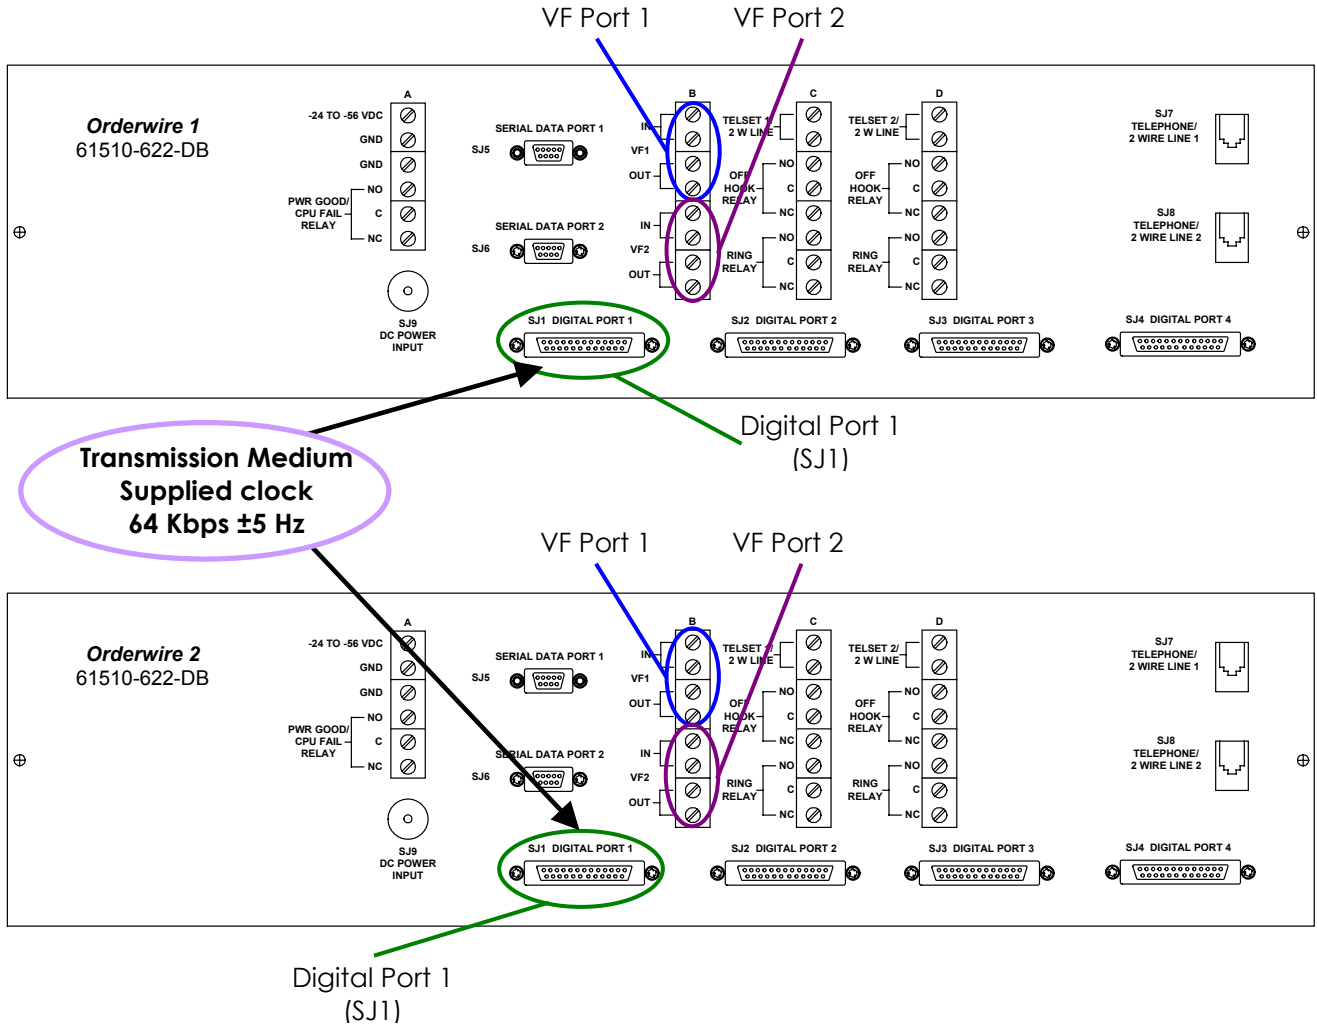 VF Port 1
VF Port 2
Orderwire 1
61510-622-DB
A
-24 TO -56 VDC
GND
GND
NO
PWR GOOD/
CPU FAIL
RELAY
C
NC
SJ9
DC POWER
INPUT
SERIAL DATA PORT 1
SJ5
SERIAL DATA PORT 2
SJ6
B
IN
VF1
OUT
IN
VF2
OUT
C
TELSET 1/
2 W LINE
NO
OFF
HOOK
RELAY
C
NC
NO
RING
RELAY
C
NC
D
TELSET 2/
2 W LINE
NO
OFF
HOOK
RELAY
C
NC
NO
RING
RELAY
C
NC
SJ7
TELEPHONE/
2 WIRE LINE 1
SJ8
TELEPHONE/
2 WIRE LINE 2
SJ1 DIGITAL PORT 1
SJ2 DIGITAL PORT 2
SJ3 DIGITAL PORT 3
SJ4 DIGITAL PORT 4
Digital Port 1
(SJ1)
Transmission Medium
Supplied clock
64 Kbps ±5 Hz
VF Port 1
VF Port 2
Orderwire 2
61510-622-DB
A
-24 TO -56 VDC
GND
GND
NO
PWR GOOD/
CPU FAIL
RELAY
C
NC
SJ9
DC POWER
INPUT
SERIAL DATA PORT 1
SJ5
SERIAL DATA PORT 2
SJ6
B
IN
VF1
OUT
IN
VF2
OUT
C
TELSET 1/
2 W LINE
NO
OFF
HOOK
RELAY
C
NC
NO
RING
RELAY
C
NC
D
TELSET 2/
2 W LINE
NO
OFF
HOOK
RELAY
C
NC
NO
RING
RELAY
C
NC
SJ7
TELEPHONE/
2 WIRE LINE 1
SJ8
TELEPHONE/
2 WIRE LINE 2
SJ1 DIGITAL PORT 1
SJ2 DIGITAL PORT 2
SJ3 DIGITAL PORT 3
SJ4 DIGITAL PORT 4
Digital Port 1
(SJ1)